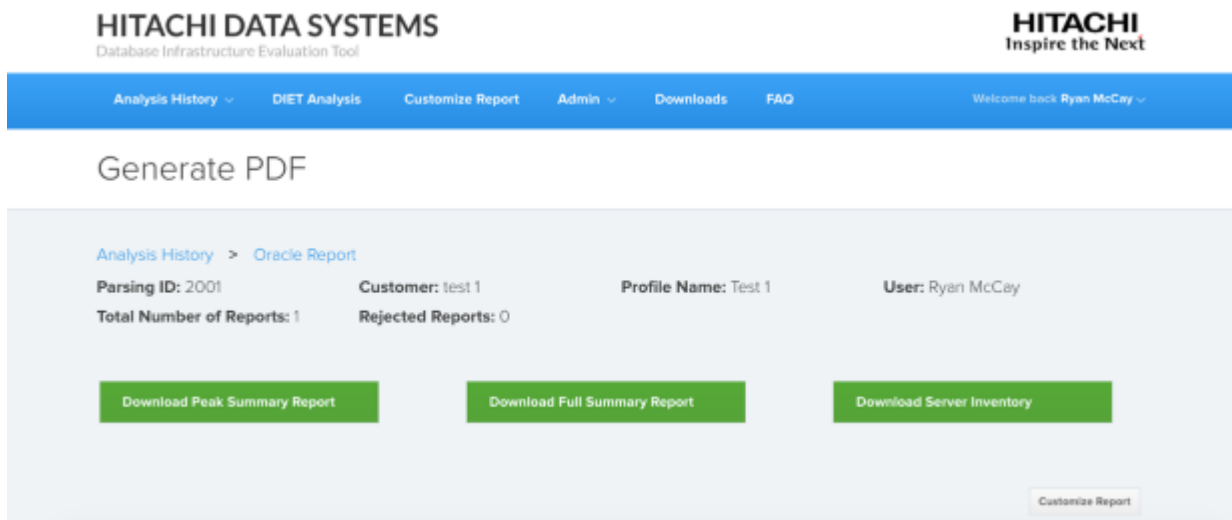 HITACHI DATA SYSTEMS
Database Infrastructure Evaluation Tool
HITACHI
Inspire the Next
Analysis History DIET Analysis Customize Report Admin Downloads FAQ Welcome back Ryan McCay
Generate PDF
Analysis History > Oracle Report
Parsing ID: 2001 Customer: test 1 Profile Name: Test 1 User: Ryan McCay
Total Number of Reports: 1 Rejected Reports: 0
Download Peak Summary Report Download Full Summary Report Download Server Inventory
Customize Report